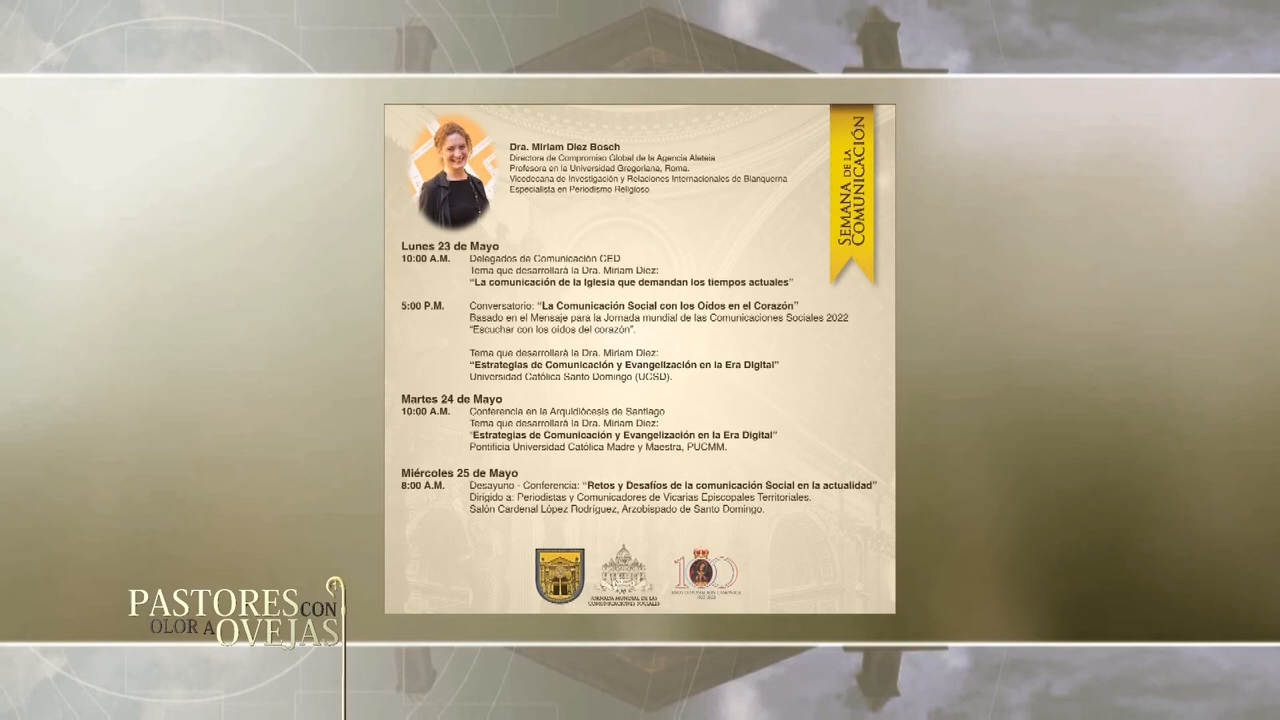 Dra. Miriam Diez Bosch
Directora de Compromiso Global de la Agencia Aleteia
Profesora en la Universidad Gregoriana, Roma.
Vicedecana de Investigación y Relaciones Internacionales de Blanquerna
Especialista en Periodismo Religioso
SEMANA DE LA
COMUNICACIÓN
Lunes 23 de Mayo
10:00 A.M. Delegados de Comunicación CED
Tema que desarrollará la Dra. Miriam Diez:
“La comunicación de la Iglesia que demandan los tiempos actuales”
5:00 P.M. Conversatorio: “La Comunicación Social con los Oídos en el Corazón”
Basado en el Mensaje para la Jornada mundial de las Comunicaciones Sociales 2022
“Escuchar con los oídos del corazón”.
Tema que desarrollará la Dra. Miriam Diez:
“Estrategias de Comunicación y Evangelización en la Era Digital”
Universidad Católica Santo Domingo (UCSD).
Martes 24 de Mayo
10:00 A.M. Conferencia en la Arquidiócesis de Santiago
Tema que desarrollará la Dra. Miriam Diez:
“Estrategias de Comunicación y Evangelización en la Era Digital”
Pontificia Universidad Católica Madre y Maestra, PUCMM.
Miércoles 25 de Mayo
8:00 A.M. Desayuno - Conferencia: “Retos y Desafíos de la comunicación Social en la actualidad”
Dirigido a: Periodistas y Comunicadores de Vicarias Episcopales Territoriales.
Salón Cardenal López Rodríguez, Arzobispado de Santo Domingo.
JORNADA MUNDIAL DE LAS
COMUNICACIONES SOCIALES
100
PASTORES CON
OLOR A OVEJAS